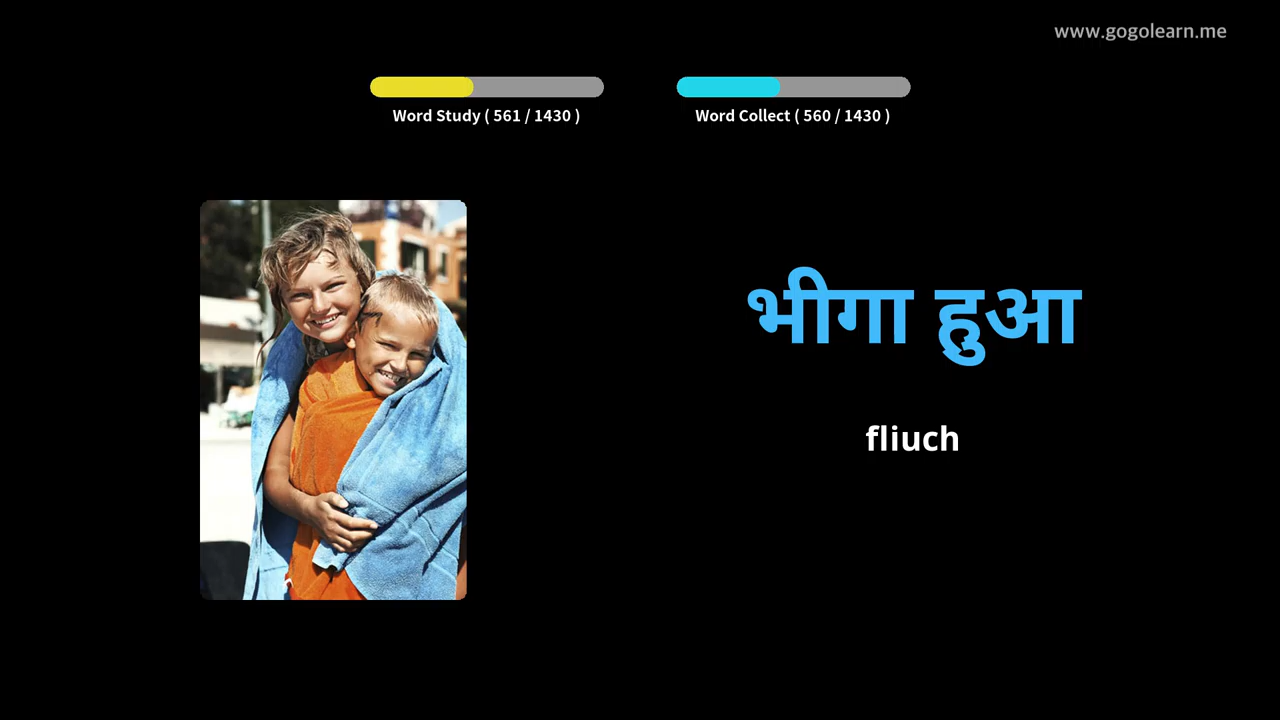 www.gogolearn.me
Word Study ( 561 / 1430 )
Word Collect ( 560 / 1430 )
भीगा हुआ
fliuch